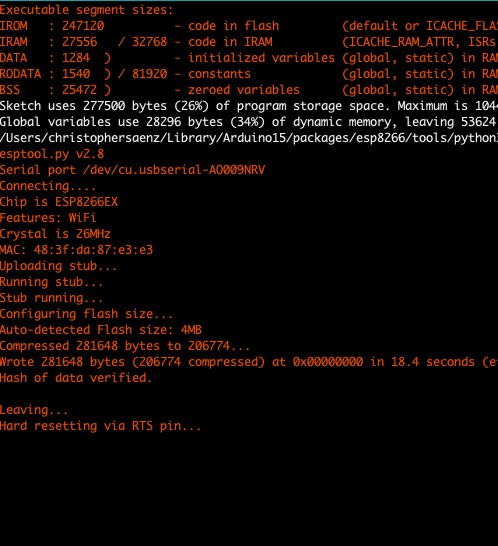 Executable segment sizes:
IROM   : 247120          - code in flash         (default or ICACHE_FLAS
IRAM   : 27556   / 32768 - code in IRAM          (ICACHE_RAM_ATTR, ISRs
DATA   : 1284  )         - initialized variables (global, static) in RAM
RODATA : 1540  ) / 81920 - constants             (global, static) in RAM
BSS    : 25472 )         - zeroed variables      (global, static) in RAM
Sketch uses 277500 bytes (26%) of program storage space. Maximum is 1044
Global variables use 28296 bytes (34%) of dynamic memory, leaving 53624
/Users/christophersaenz/Library/Arduino15/packages/esp8266/tools/python3
esptool.py v2.8
Serial port /dev/cu.usbserial-AO009NRV
Connecting....
Chip is ESP8266EX
Features: WiFi
Crystal is 26MHz
MAC: 48:3f:da:87:e3:e3
Uploading stub...
Running stub...
Stub running...
Configuring flash size...
Auto-detected Flash size: 4MB
Compressed 281648 bytes to 206774...
Wrote 281648 bytes (206774 compressed) at 0x00000000 in 18.4 seconds (ef
Hash of data verified.
Leaving...
Hard resetting via RTS pin...